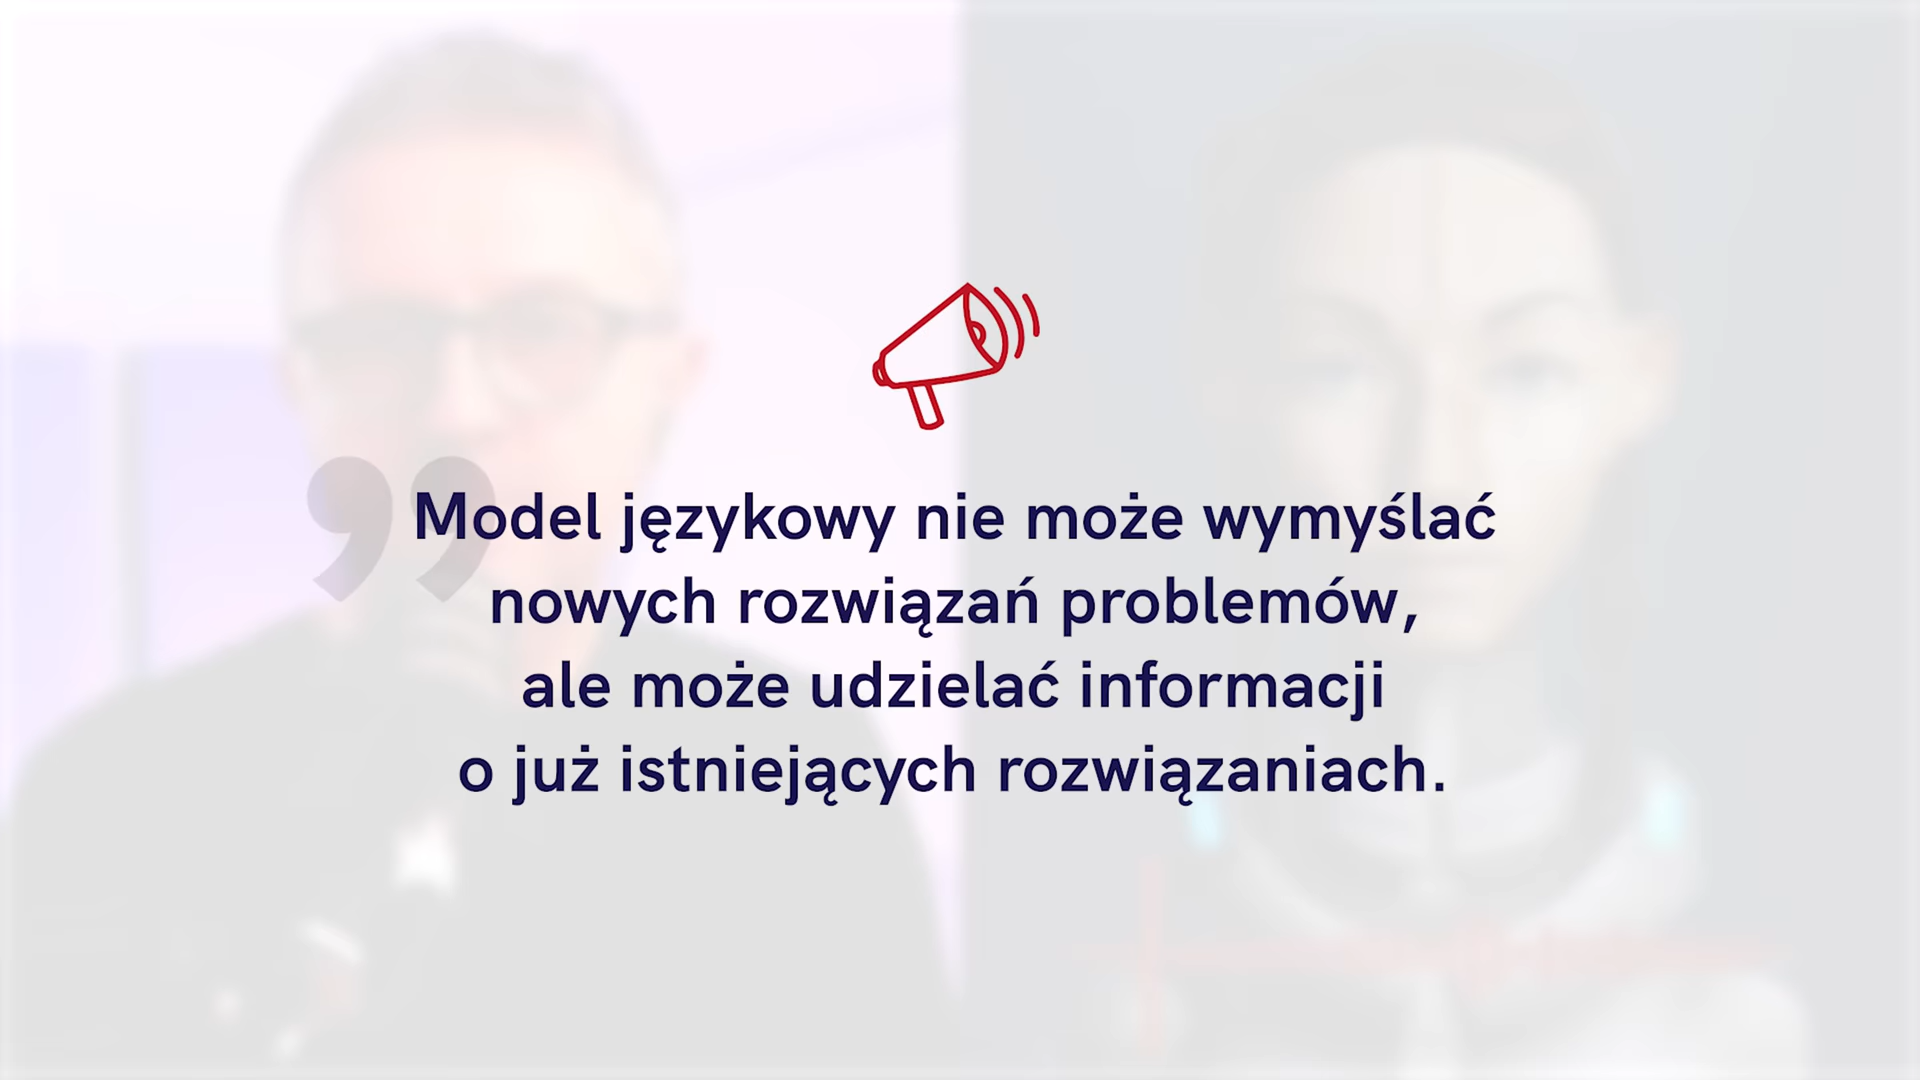 Model językowy nie może wymyślać
nowych rozwiązań problemów,
ale może udzielać informacji
o już istniejących rozwiązaniach.